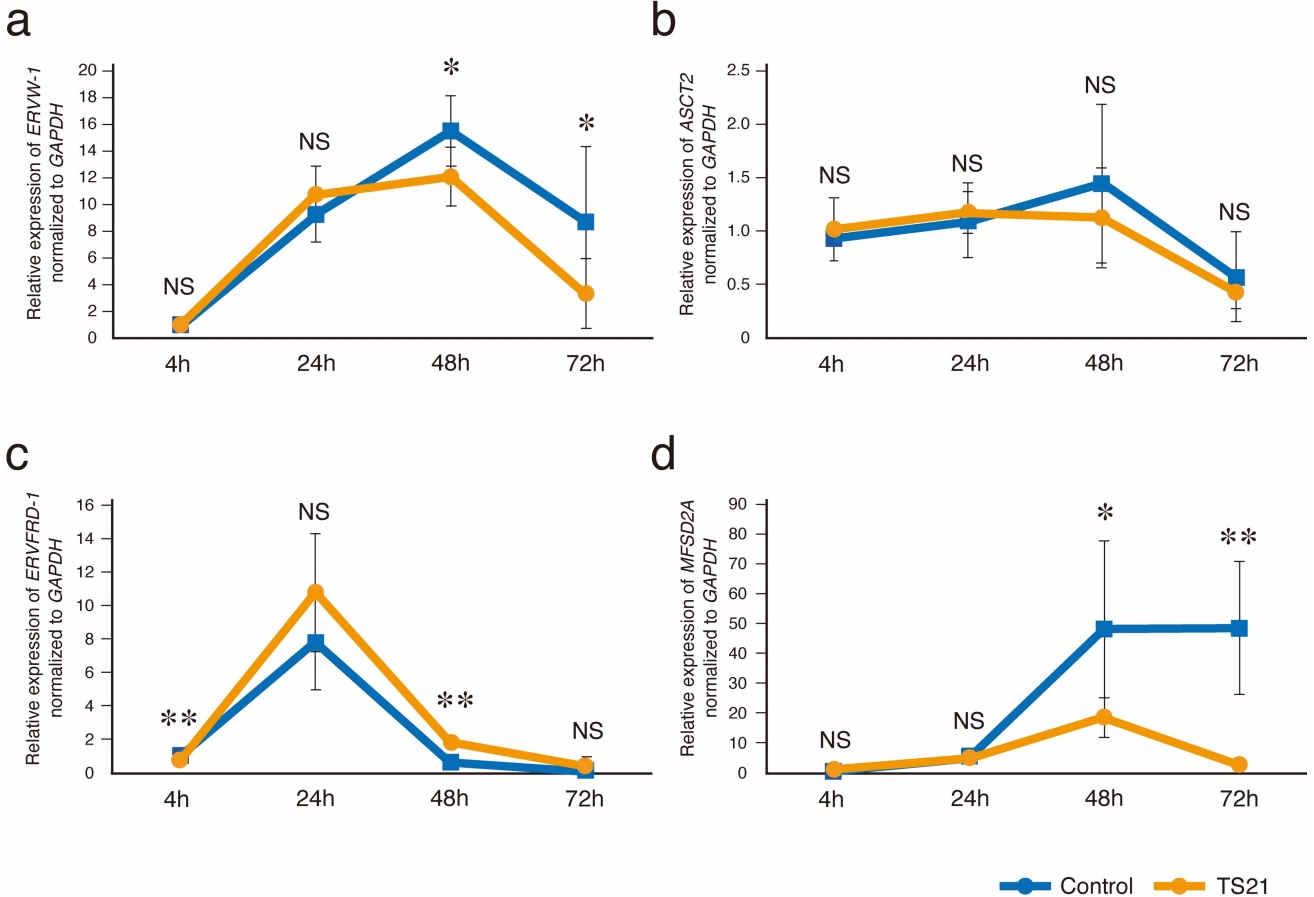 a
Relative expression of ERVW-1
normalized to GAPDH
20
18
16
14
12
10
8
6
4
2
0
NS
NS
*
*
4h
24h
48h
72h
b
Relative expression of ASCT2
normalized to GAPDH
2.5
2.0
1.5
1.0
0.5
0
NS
NS
NS
NS
4h
24h
48h
72h
c
Relative expression of ERVFRD-1
normalized to GAPDH
16
14
12
10
8
6
4
2
0
**
NS
**
NS
4h
24h
48h
72h
d
Relative expression of MFSD2A
normalized to GAPDH
90
80
70
60
50
40
30
20
10
0
NS
NS
*
**
4h
24h
48h
72h
Control TS21